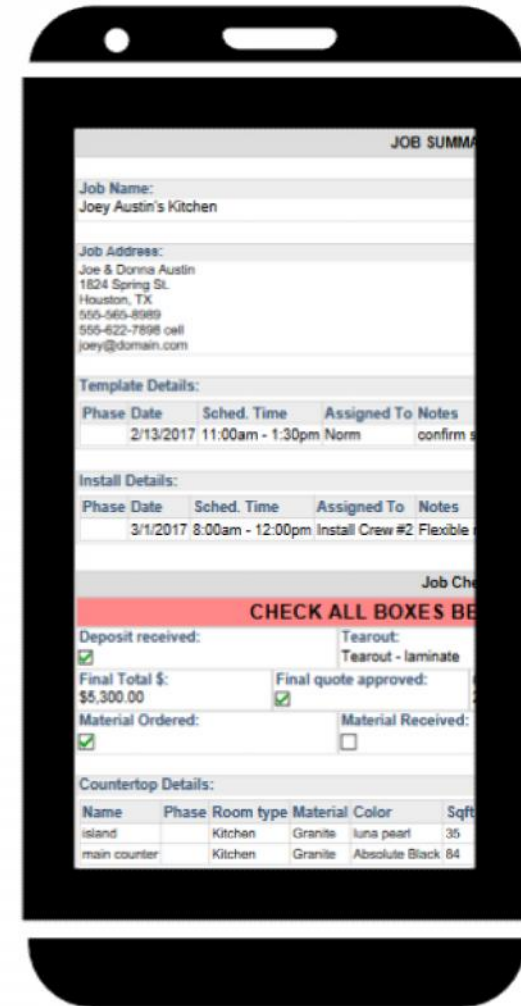 JOB SUMMA
Job Name:
Joey Austin's Kitchen
Job Address:
Joe & Donna Austin
1824 Spring St.
Houston, TX
555-565-8989
555-622-7898 cell
joey@domain.com
Template Details:
Phase Date Sched. Time Assigned To Notes
2/13/2017 11:00am - 1:30pm Norm confirm s
Install Details:
Phase Date Sched. Time Assigned To Notes
3/1/2017 8:00am - 12:00pm Install Crew #2 Flexible
Job Che
CHECK ALL BOXES BE
Deposit received: Tearout:
Tearout - laminate
Final Total $: Final quote approved:
$5,300.00
Material Ordered: Material Received:
Countertop Details:
Name Phase Room type Material Color Sqft
island Kitchen Granite luna pearl 35
main counter Kitchen Granite Absolute Black 84